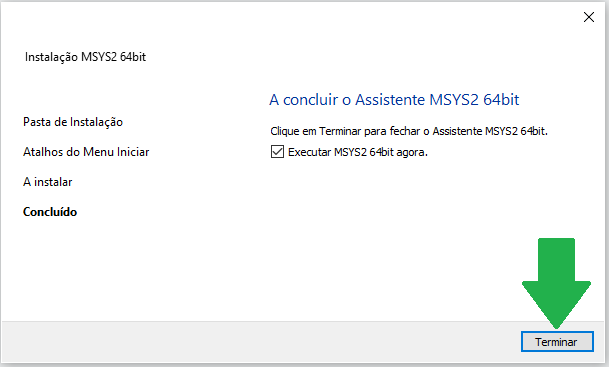 Instalação MSYS2 64bit
A concluir o Assistente MSYS2 64bit
Pasta de Instalação
Clique em Terminar para fechar o Assistente MSYS2 64bit.
Atalhos do Menu Iniciar
Executar MSYS2 64bit agora.
A instalar
Concluído
Terminar